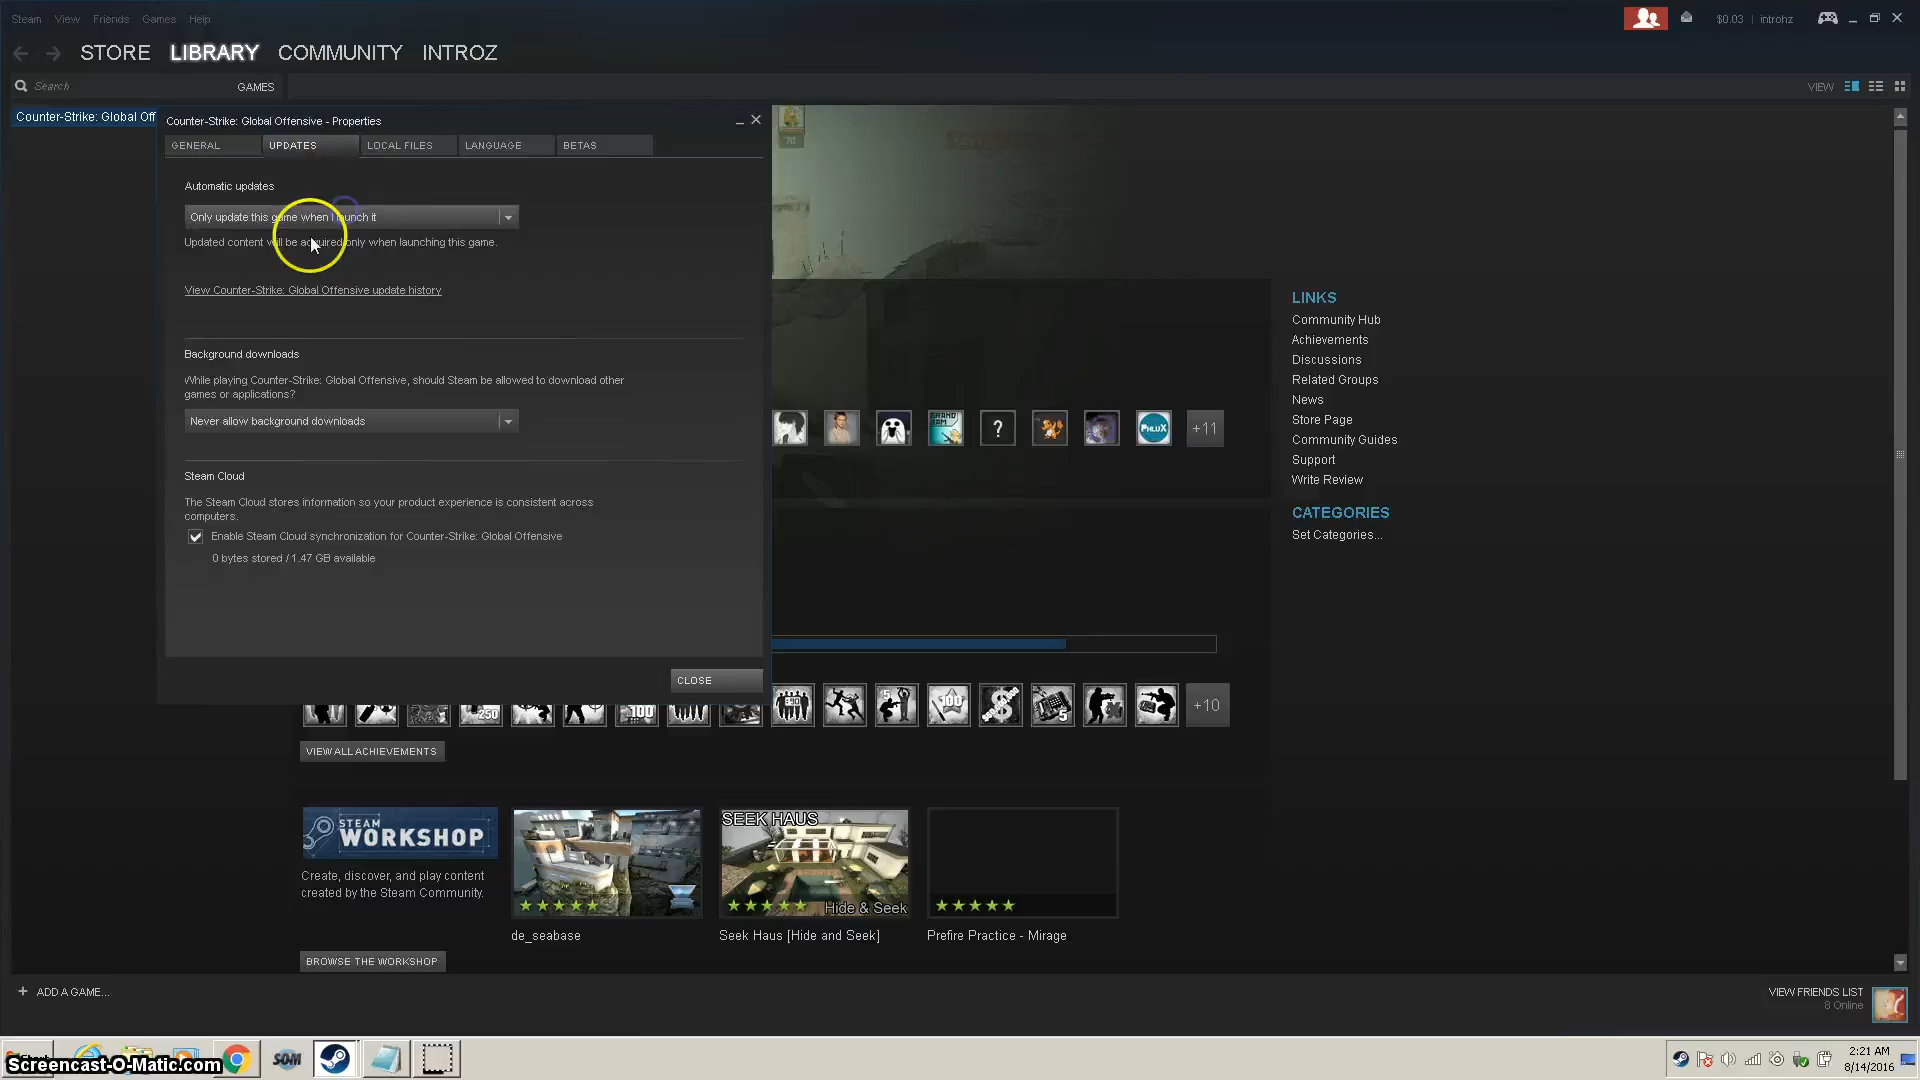 Steam View Friends Games Help
$0.03 | introhz
STORE LIBRARY COMMUNITY INTROZ
Search
GAMES
VIEW
Counter-Strike: Global Off
Counter-Strike: Global Offensive - Properties
GENERAL UPDATES LOCAL FILES LANGUAGE BETAS
70
Automatic updates
Only update this game when I launch it
Updated content will be acquired only when launching this game.
View Counter-Strike: Global Offensive update history
Background downloads
While playing Counter-Strike: Global Offensive, should Steam be allowed to download other
games or applications?
Never allow background downloads
Steam Cloud
The Steam Cloud stores information so your product experience is consistent across
computers.
Enable Steam Cloud synchronization for Counter-Strike: Global Offensive
0 bytes stored / 1.47 GB available
CLOSE
PHLUX
+11
LINKS
Community Hub
Achievements
Discussions
Related Groups
News
Store Page
Community Guides
Support
Write Review
CATEGORIES
Set Categories...
250
100
100
5
+10
VIEW ALL ACHIEVEMENTS
STEAM
WORKSHOP
Create, discover, and play content
created by the Steam Community.
SEEK HAUS
Hide & Seek
de_seabase
Seek Haus [Hide and Seek]
Prefire Practice - Mirage
BROWSE THE WORKSHOP
+ ADD A GAME...
VIEW FRIENDS LIST
8 Online
Screencast-O-Matic.com
SOM
2:21 AM
8/14/2016